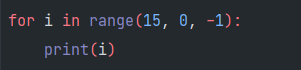 for i in range(15, 0, -1):
    print(i)